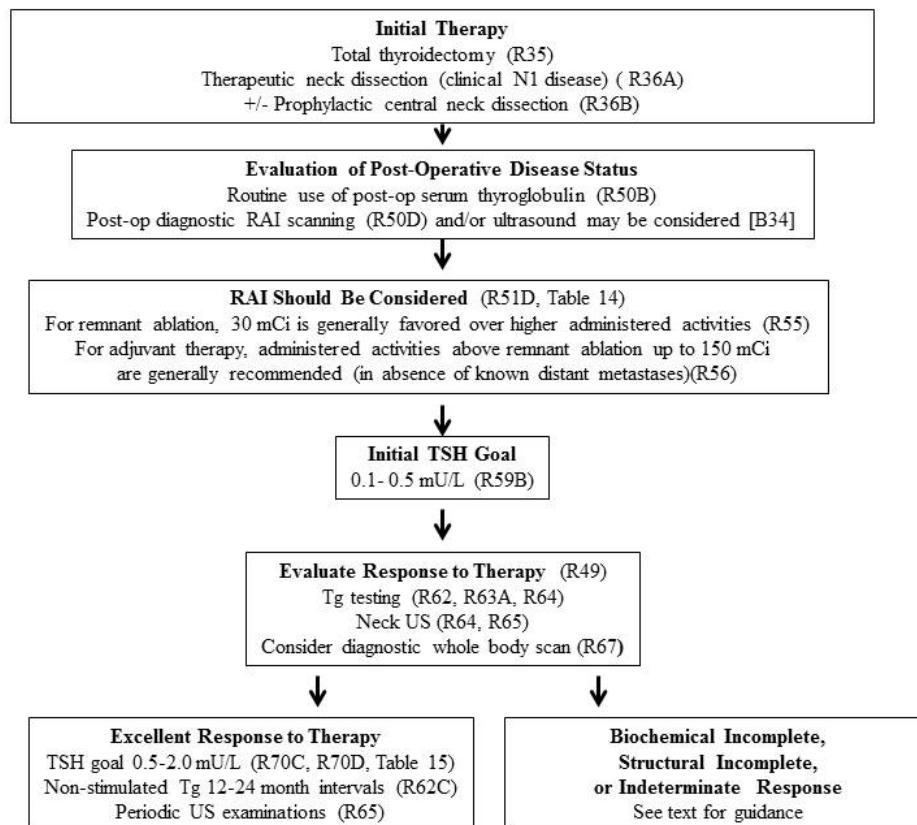 Initial Therapy
Total thyroidectomy (R35)
Therapeutic neck dissection (clinical N1 disease) ( R36A)
+/- Prophylactic central neck dissection (R36B)
Evaluation of Post-Operative Disease Status
Routine use of post-op serum thyroglobulin (R50B)
Post-op diagnostic RAI scanning (R50D) and/or ultrasound may be considered [B34]
RAI Should Be Considered (R51D, Table 14)
For remnant ablation, 30 mCi is generally favored over higher administered activities (R55)
For adjuvant therapy, administered activities above remnant ablation up to 150 mCi
are generally recommended (in absence of known distant metastases)(R56)
Initial TSH Goal
0.1- 0.5 mU/L (R59B)
Evaluate Response to Therapy (R49)
Tg testing (R62, R63A, R64)
Neck US (R64, R65)
Consider diagnostic whole body scan (R67)
Excellent Response to Therapy
TSH goal 0.5-2.0 mU/L (R70C, R70D, Table 15)
Non-stimulated Tg 12-24 month intervals (R62C)
Periodic US examinations (R65)
Biochemical Incomplete,
Structural Incomplete,
or Indeterminate Response
See text for guidance